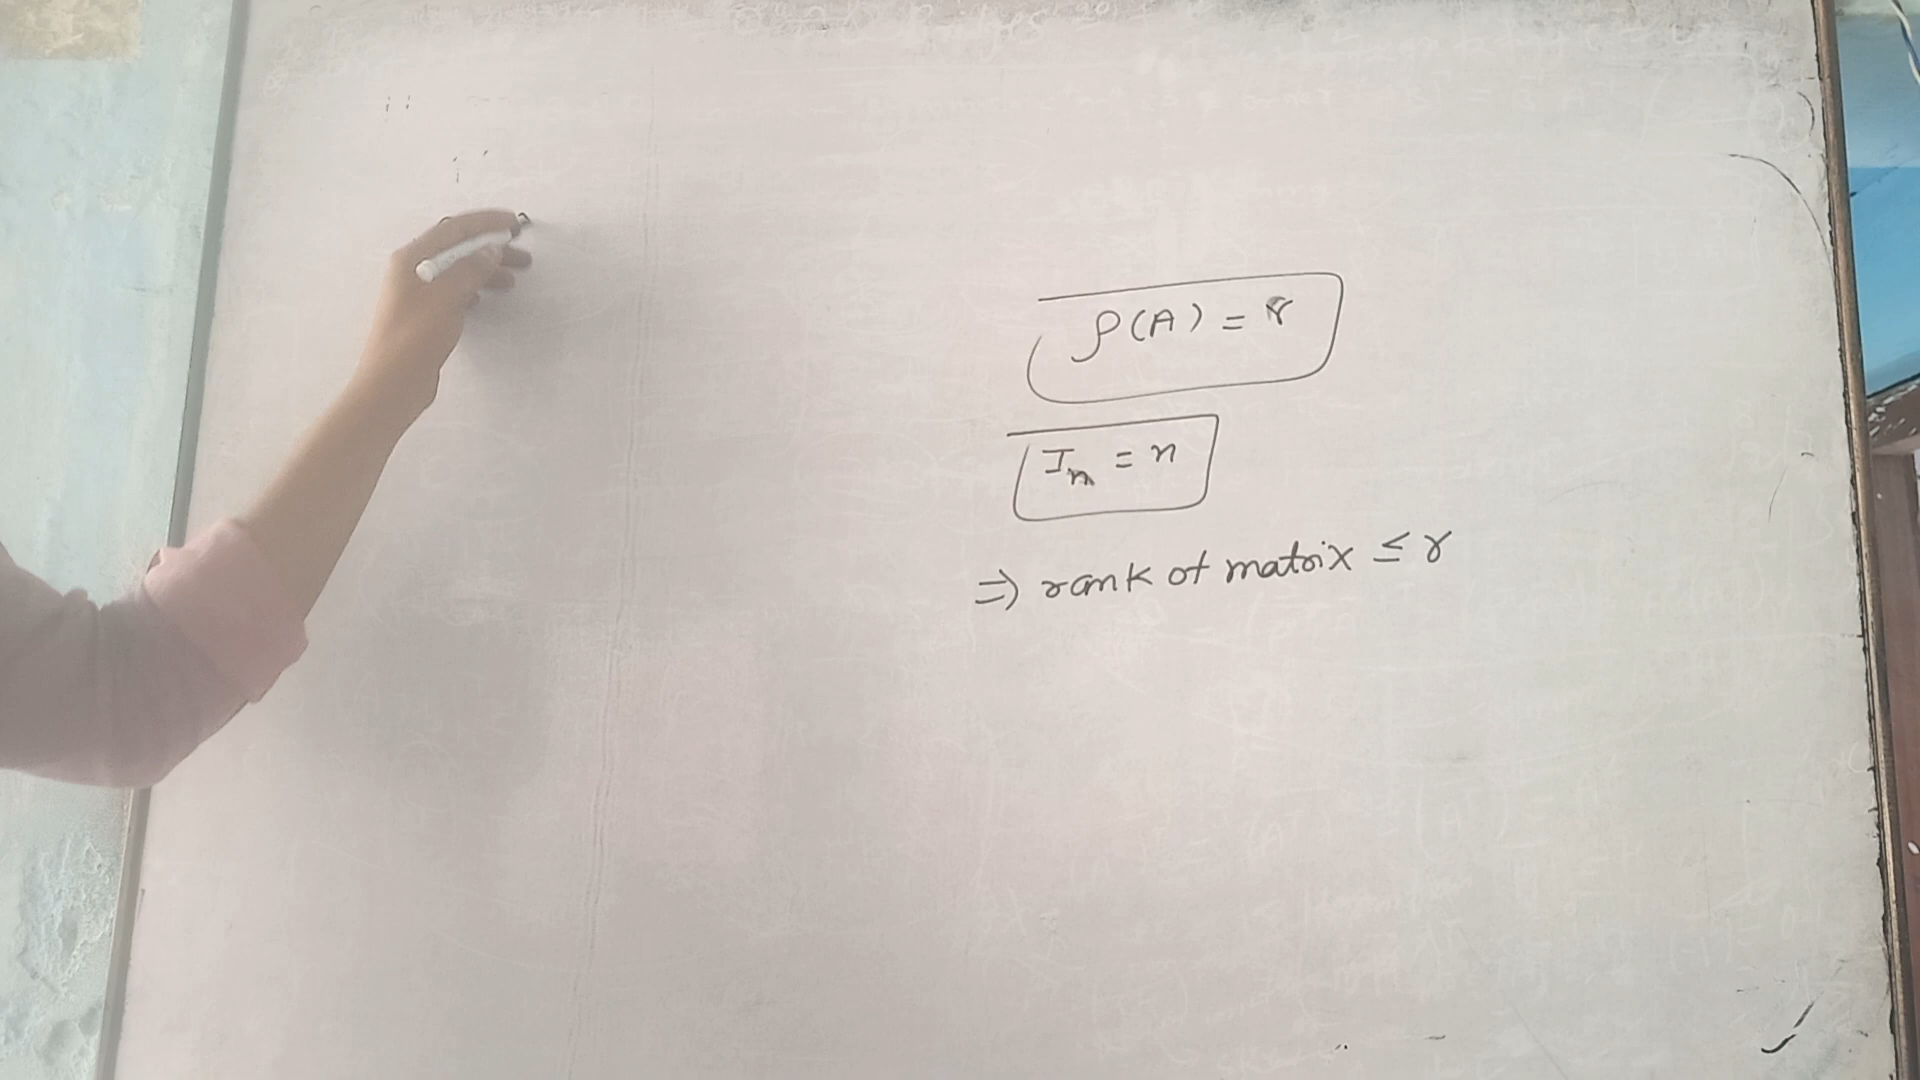 ρ(A) = r
Iₙ = n
⇒ rank of matrix ≤ r